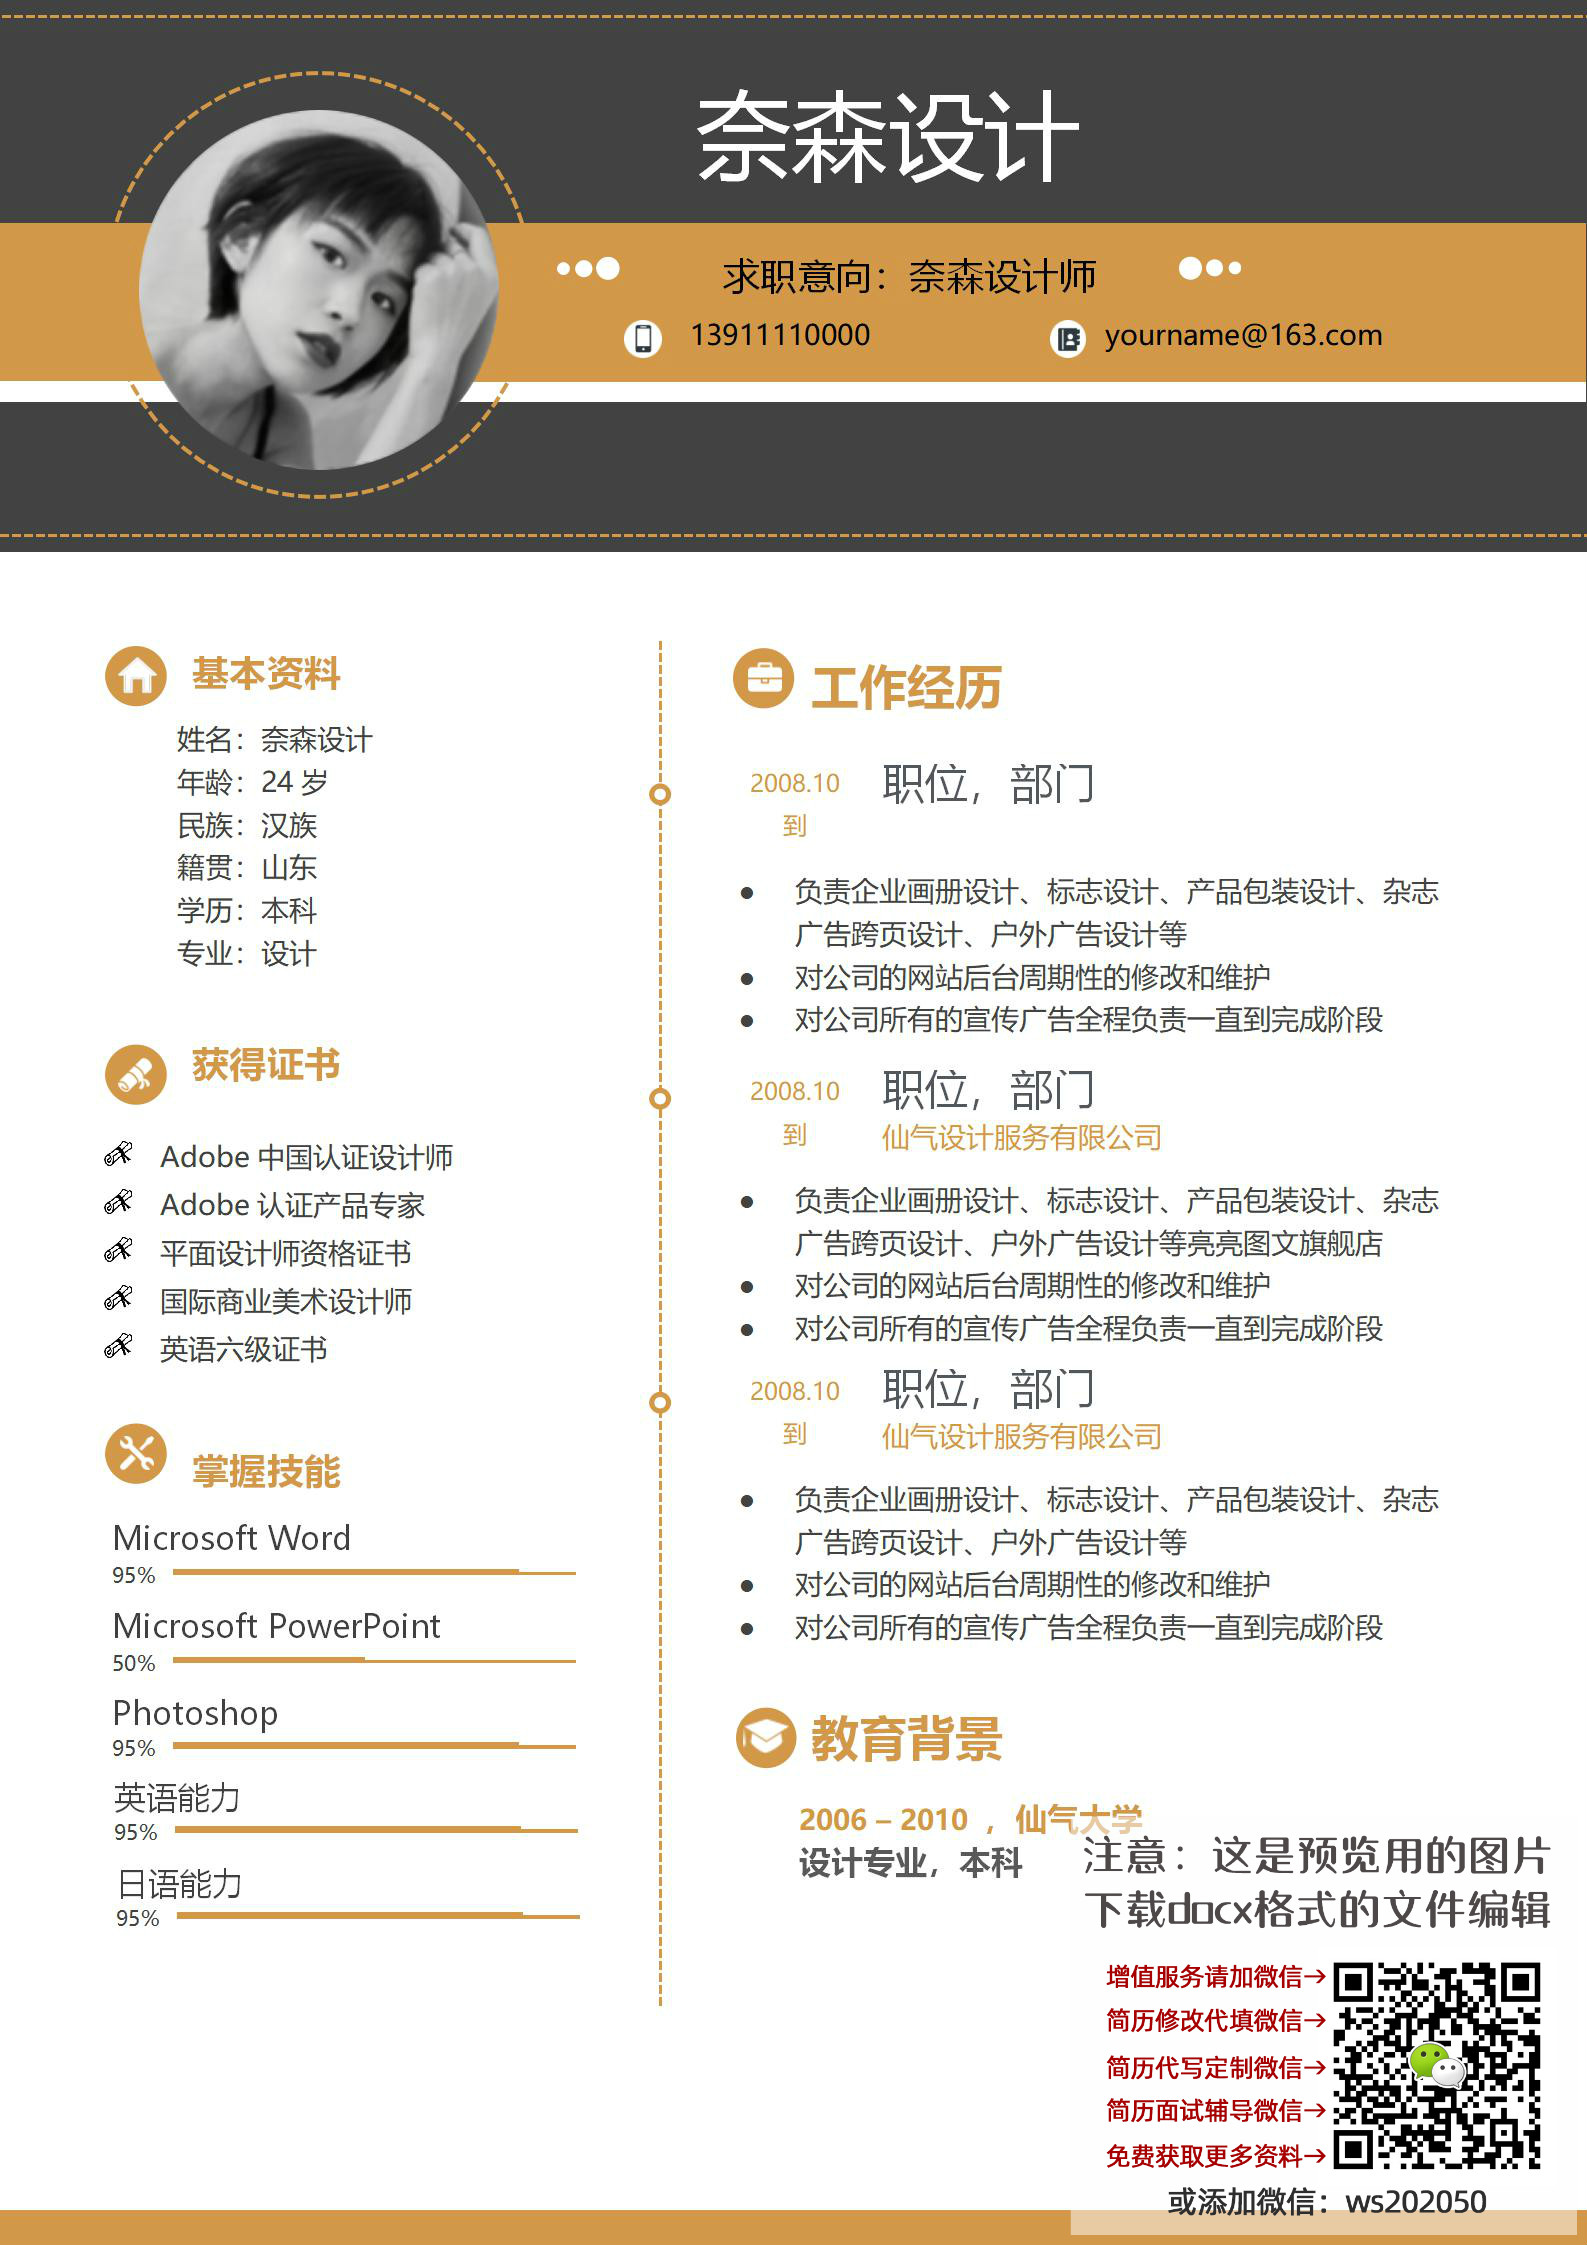 奈森设计
求职意向：奈森设计师
13911110000
yourname@163.com
基本资料
姓名：奈森设计
年龄：24 岁
民族：汉族
籍贯：山东
学历：本科
专业：设计
获得证书
Adobe 中国认证设计师
Adobe 认证产品专家
平面设计师资格证书
国际商业美术设计师
英语六级证书
掌握技能
Microsoft Word
95%
Microsoft PowerPoint
50%
Photoshop
95%
英语能力
95%
日语能力
95%
工作经历
2008.10
到
职位，部门
● 负责企业画册设计、标志设计、产品包装设计、杂志
广告跨页设计、户外广告设计等
● 对公司的网站后台周期性的修改和维护
● 对公司所有的宣传广告全程负责一直到完成阶段
2008.10
到
职位，部门
仙气设计服务有限公司
● 负责企业画册设计、标志设计、产品包装设计、杂志
广告跨页设计、户外广告设计等亮亮图文旗舰店
● 对公司的网站后台周期性的修改和维护
● 对公司所有的宣传广告全程负责一直到完成阶段
2008.10
到
职位，部门
仙气设计服务有限公司
● 负责企业画册设计、标志设计、产品包装设计、杂志
广告跨页设计、户外广告设计等
● 对公司的网站后台周期性的修改和维护
● 对公司所有的宣传广告全程负责一直到完成阶段
教育背景
2006 – 2010 ，仙气大学
设计专业，本科
注意：这是预览用的图片
下载docx格式的文件编辑
增值服务请加微信→
简历修改代填微信→
简历代写定制微信→
简历面试辅导微信→
免费获取更多资料→
或添加微信：ws202050